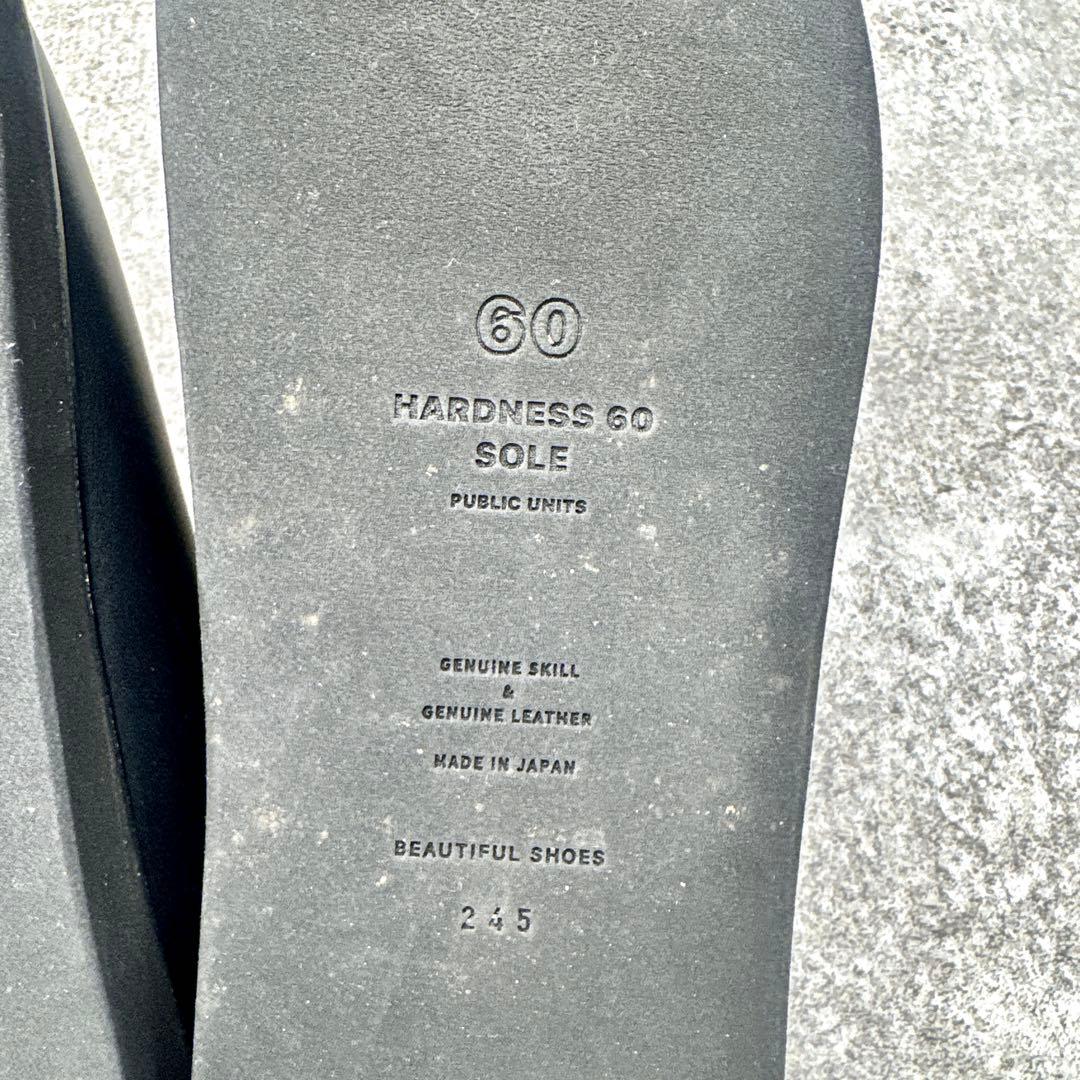 60
HARDNESS 60
SOLE
PUBLIC UNITS
GENUINE SKILL
&
GENUINE LEATHER
MADE IN JAPAN
BEAUTIFUL SHOES
245